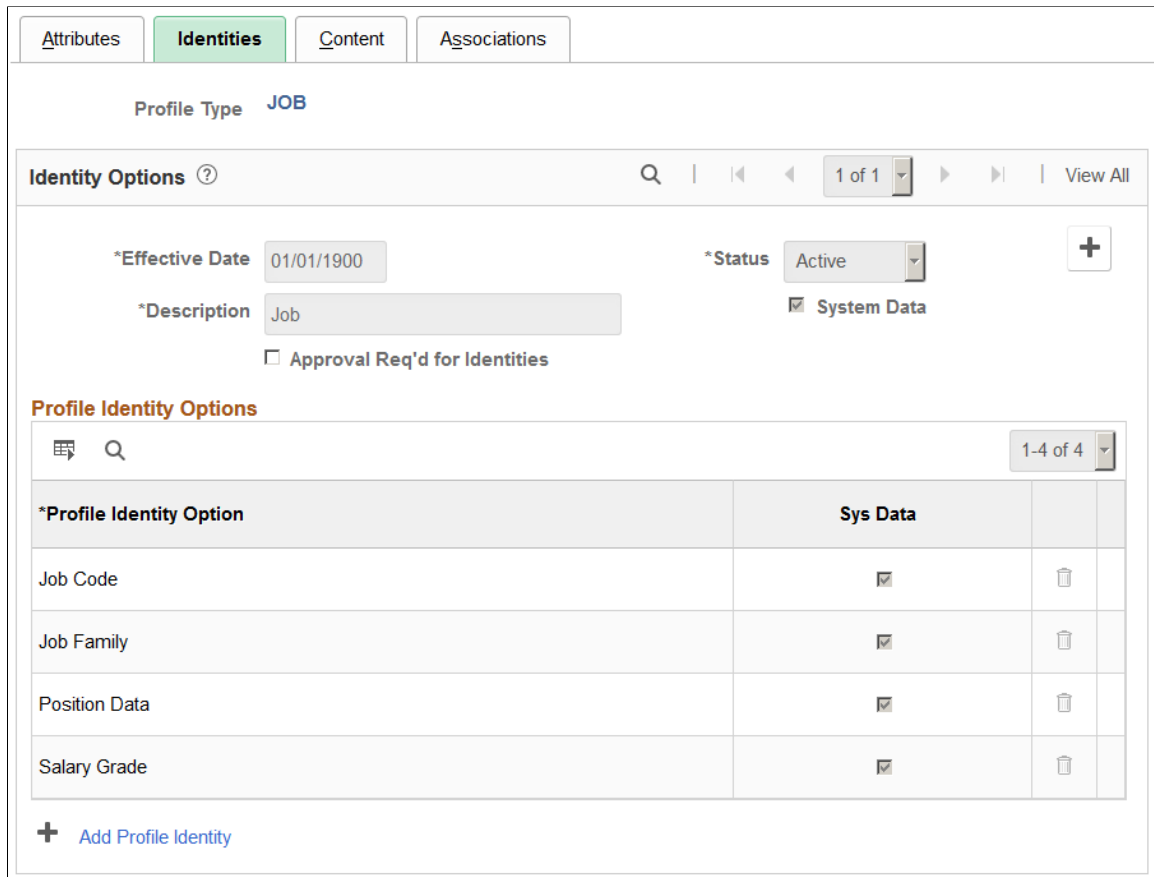 Attributes Identities Content Associations
Profile Type JOB
Identity Options ? 1 of 1 View All
*Effective Date 01/01/1900 *Status Active
*Description Job System Data
Approval Req'd for Identities
Profile Identity Options
1-4 of 4
*Profile Identity Option Sys Data
Job Code
Job Family
Position Data
Salary Grade
Add Profile Identity